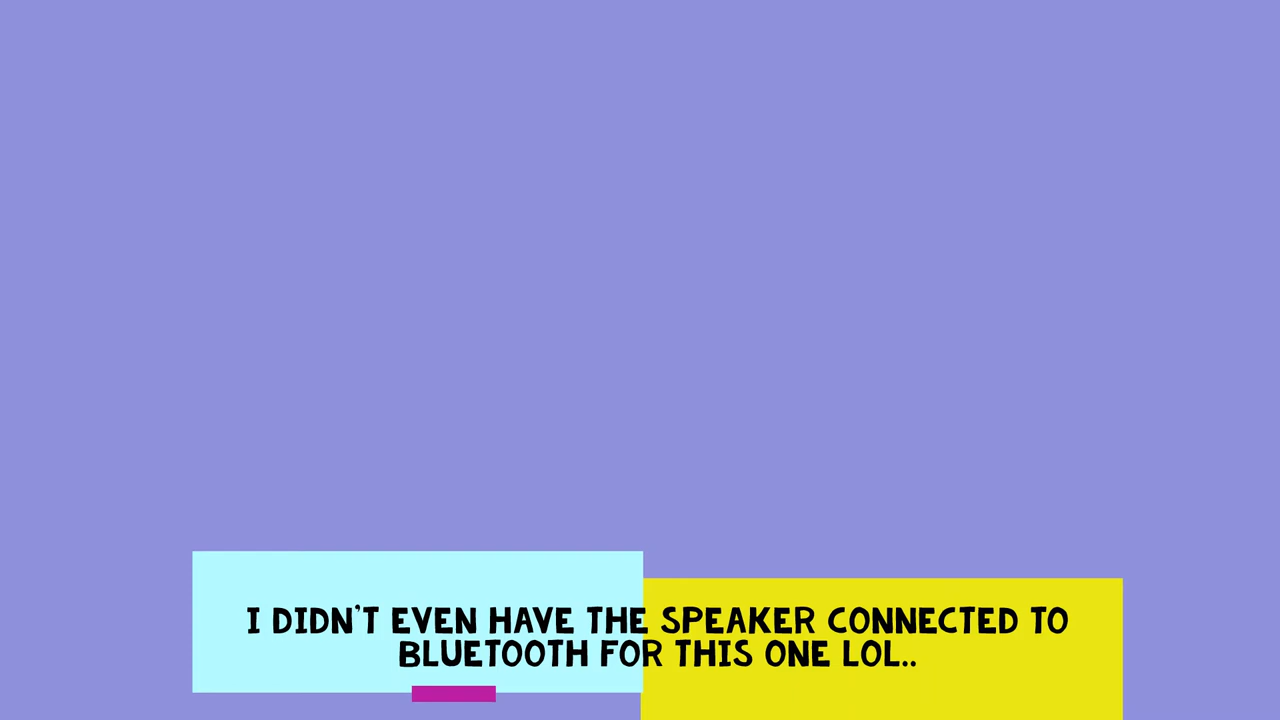 I DIDN'T EVEN HAVE THE SPEAKER CONNECTED TO
BLUETOOTH FOR THIS ONE LOL..